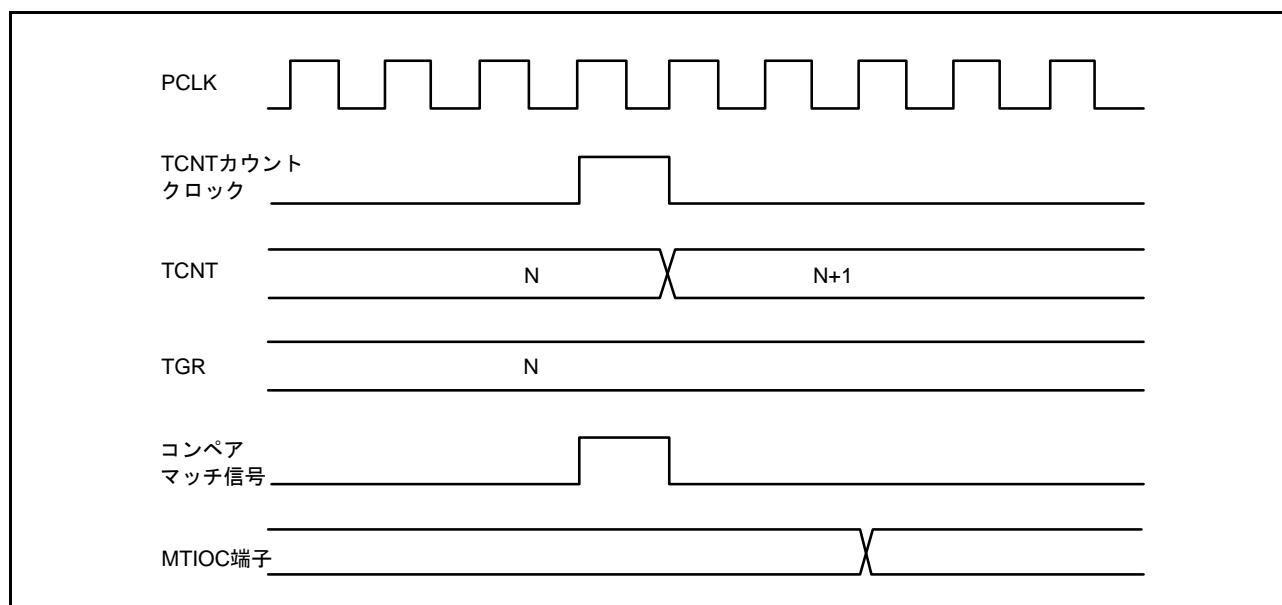 PCLK
TCNTカウント
クロック
TCNT
N
N+1
TGR
N
コンペア
マッチ信号
MTIOC端子